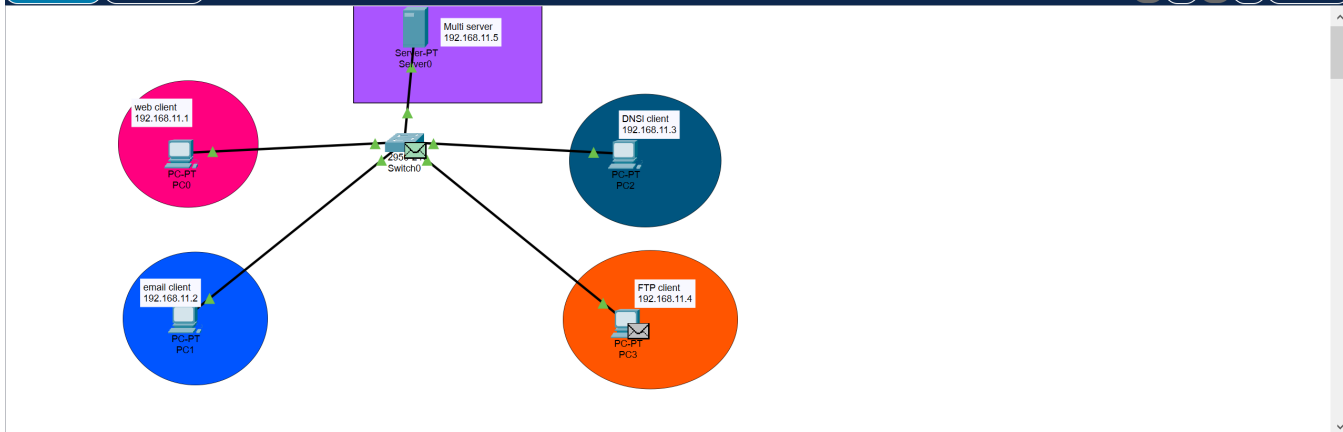 Multi server
192.168.11.5
Server-PT
Server0
web client
192.168.11.1
PC-PT
PC0
DNSi client
192.168.11.3
PC-PT
PC2
Switch0
email client
192.168.11.2
PC-PT
PC1
FTP client
192.168.11.4
PC-PT
PC3